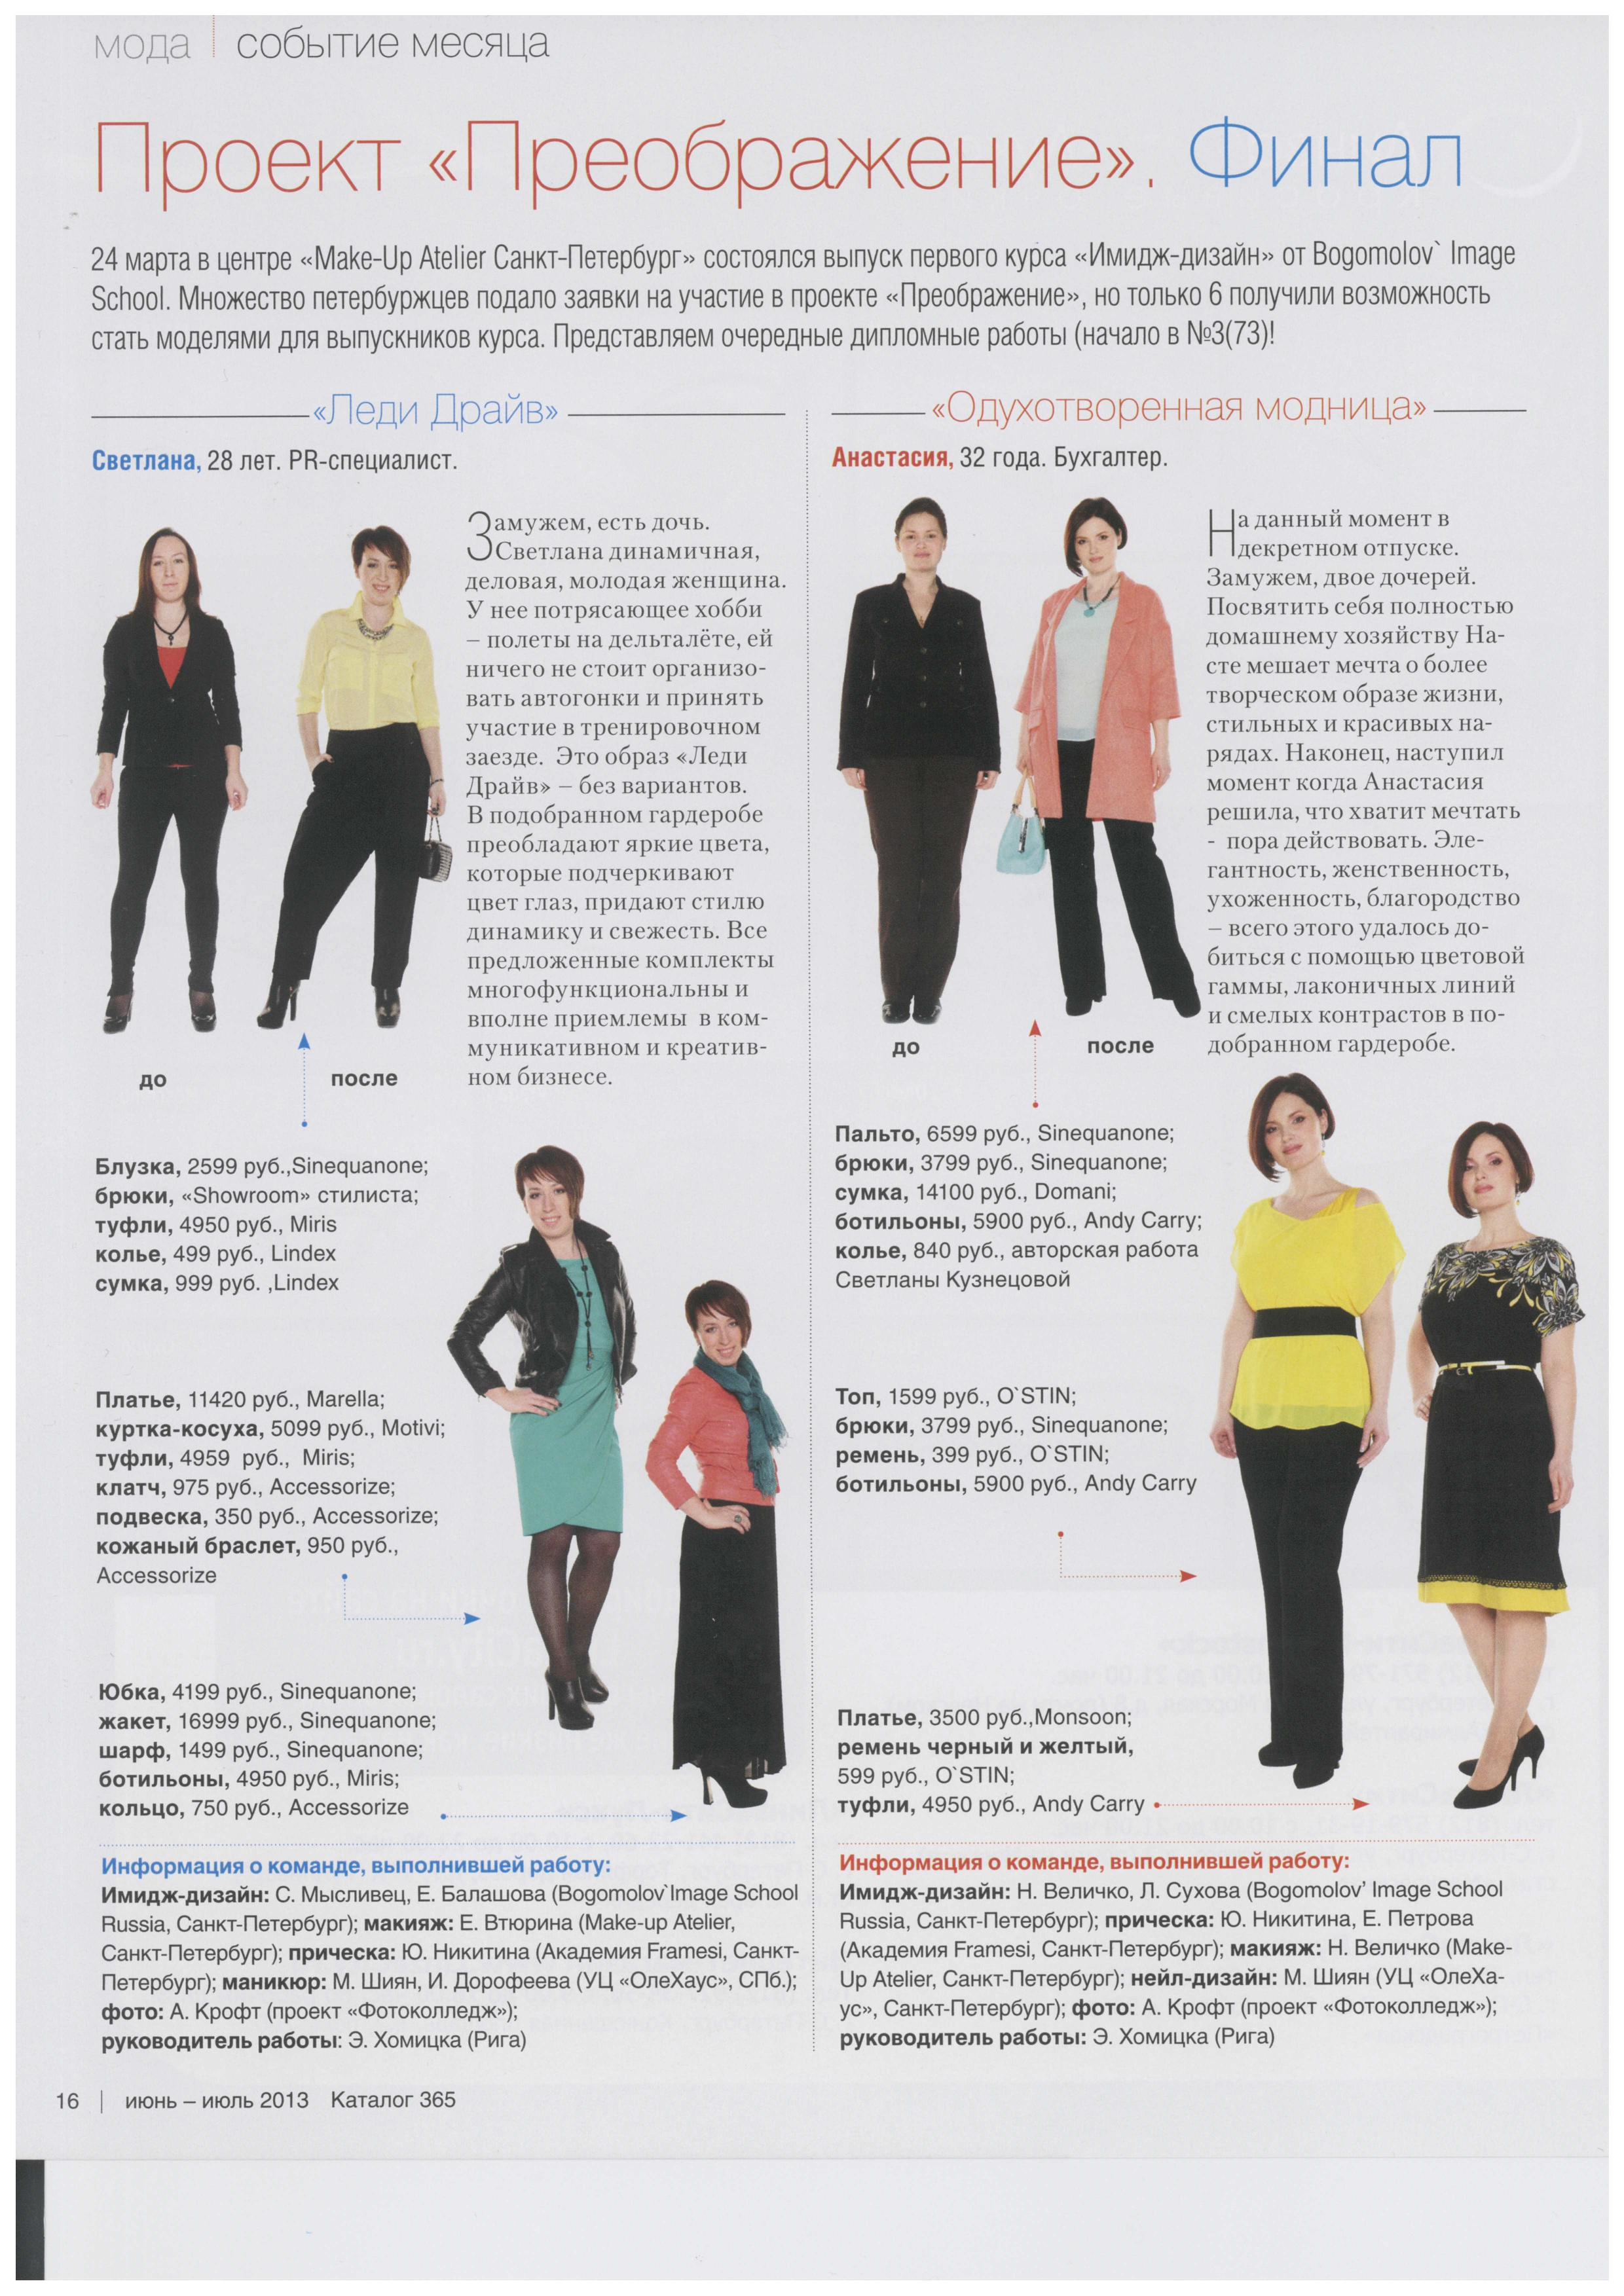 мода событие месяца
Проект «Преображение». Финал
24 марта в центре «Make-Up Atelier Санкт-Петербург» состоялся выпуск первого курса «Имидж-дизайн» от Bogomolov` Image
School. Множество петербуржцев подало заявки на участие в проекте «Преображение», но только 6 получили возможность
стать моделями для выпускников курса. Представляем очередные дипломные работы (начало в №3(73)!
«Леди Драйв»
Светлана, 28 лет. PR-специалист.
Замужем, есть дочь.
Светлана динамичная,
деловая, молодая женщина.
У нее потрясающее хобби
– полеты на дельталёте, ей
ничего не стоит организо-
вать автогонки и принять
участие в тренировочном
заезде. Это образ «Леди
Драйв» – без вариантов.
В подобранном гардеробе
преобладают яркие цвета,
которые подчеркивают
цвет глаз, придают стилю
динамику и свежесть. Все
предложенные комплекты
многофункциональны и
вполне приемлемы в ком-
муникативном и креатив-
ном бизнесе.
до
после
Блузка, 2599 руб.,Sinequanone;
брюки, «Showroom» стилиста;
туфли, 4950 руб., Miris
колье, 499 руб., Lindex
сумка, 999 руб. ,Lindex
Платье, 11420 руб., Marella;
куртка-косуха, 5099 руб., Motivi;
туфли, 4959 руб., Miris;
клатч, 975 руб., Accessorize;
подвеска, 350 руб., Accessorize;
кожаный браслет, 950 руб.,
Accessorize
Юбка, 4199 руб., Sinequanone;
жакет, 16999 руб., Sinequanone;
шарф, 1499 руб., Sinequanone;
ботильоны, 4950 руб., Miris;
кольцо, 750 руб., Accessorize
Информация о команде, выполнившей работу:
Имидж-дизайн: С. Мысливец, Е. Балашова (Bogomolov`Image School
Russia, Санкт-Петербург); макияж: Е. Втюрина (Make-up Atelier,
Санкт-Петербург); прическа: Ю. Никитина (Академия Framesi, Санкт-
Петербург); маникюр: М. Шиян, И. Дорофеева (УЦ «ОлеХаус», СПб.);
фото: А. Крофт (проект «Фотоколледж»);
руководитель работы: Э. Хомицка (Рига)
«Одухотворенная модница»
Анастасия, 32 года. Бухгалтер.
На данный момент в
декретном отпуске.
Замужем, двое дочерей.
Посвятить себя полностью
домашнему хозяйству На-
сте мешает мечта о более
творческом образе жизни,
стильных и красивых на-
рядах. Наконец, наступил
момент когда Анастасия
решила, что хватит мечтать
- пора действовать. Эле-
гантность, женственность,
ухоженность, благородство
– всего этого удалось до-
биться с помощью цветовой
гаммы, лаконичных линий
и смелых контрастов в по-
добранном гардеробе.
до
после
Пальто, 6599 руб., Sinequanone;
брюки, 3799 руб., Sinequanone;
сумка, 14100 руб., Domani;
ботильоны, 5900 руб., Andy Carry;
колье, 840 руб., авторская работа
Светланы Кузнецовой
Топ, 1599 руб., O`STIN;
брюки, 3799 руб., Sinequanone;
ремень, 399 руб., O`STIN;
ботильоны, 5900 руб., Andy Carry
Платье, 3500 руб.,Monsoon;
ремень черный и желтый,
599 руб., O`STIN;
туфли, 4950 руб., Andy Carry
Информация о команде, выполнившей работу:
Имидж-дизайн: Н. Величко, Л. Сухова (Bogomolov’ Image School
Russia, Санкт-Петербург); прическа: Ю. Никитина, Е. Петрова
(Академия Framesi, Санкт-Петербург); макияж: Н. Величко (Make-
Up Atelier, Санкт-Петербург); нейл-дизайн: М. Шиян (УЦ «ОлеХа-
ус», Санкт-Петербург); фото: А. Крофт (проект «Фотоколледж»);
руководитель работы: Э. Хомицка (Рига)
16 | июнь – июль 2013 Каталог 365